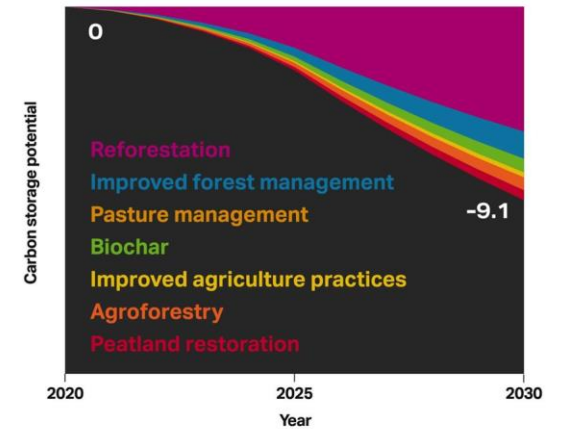 0
Carbon storage potential
Reforestation
Improved forest management
Pasture management
Biochar
Improved agriculture practices
Agroforestry
Peatland restoration
-9.1
2020
2025
2030
Year